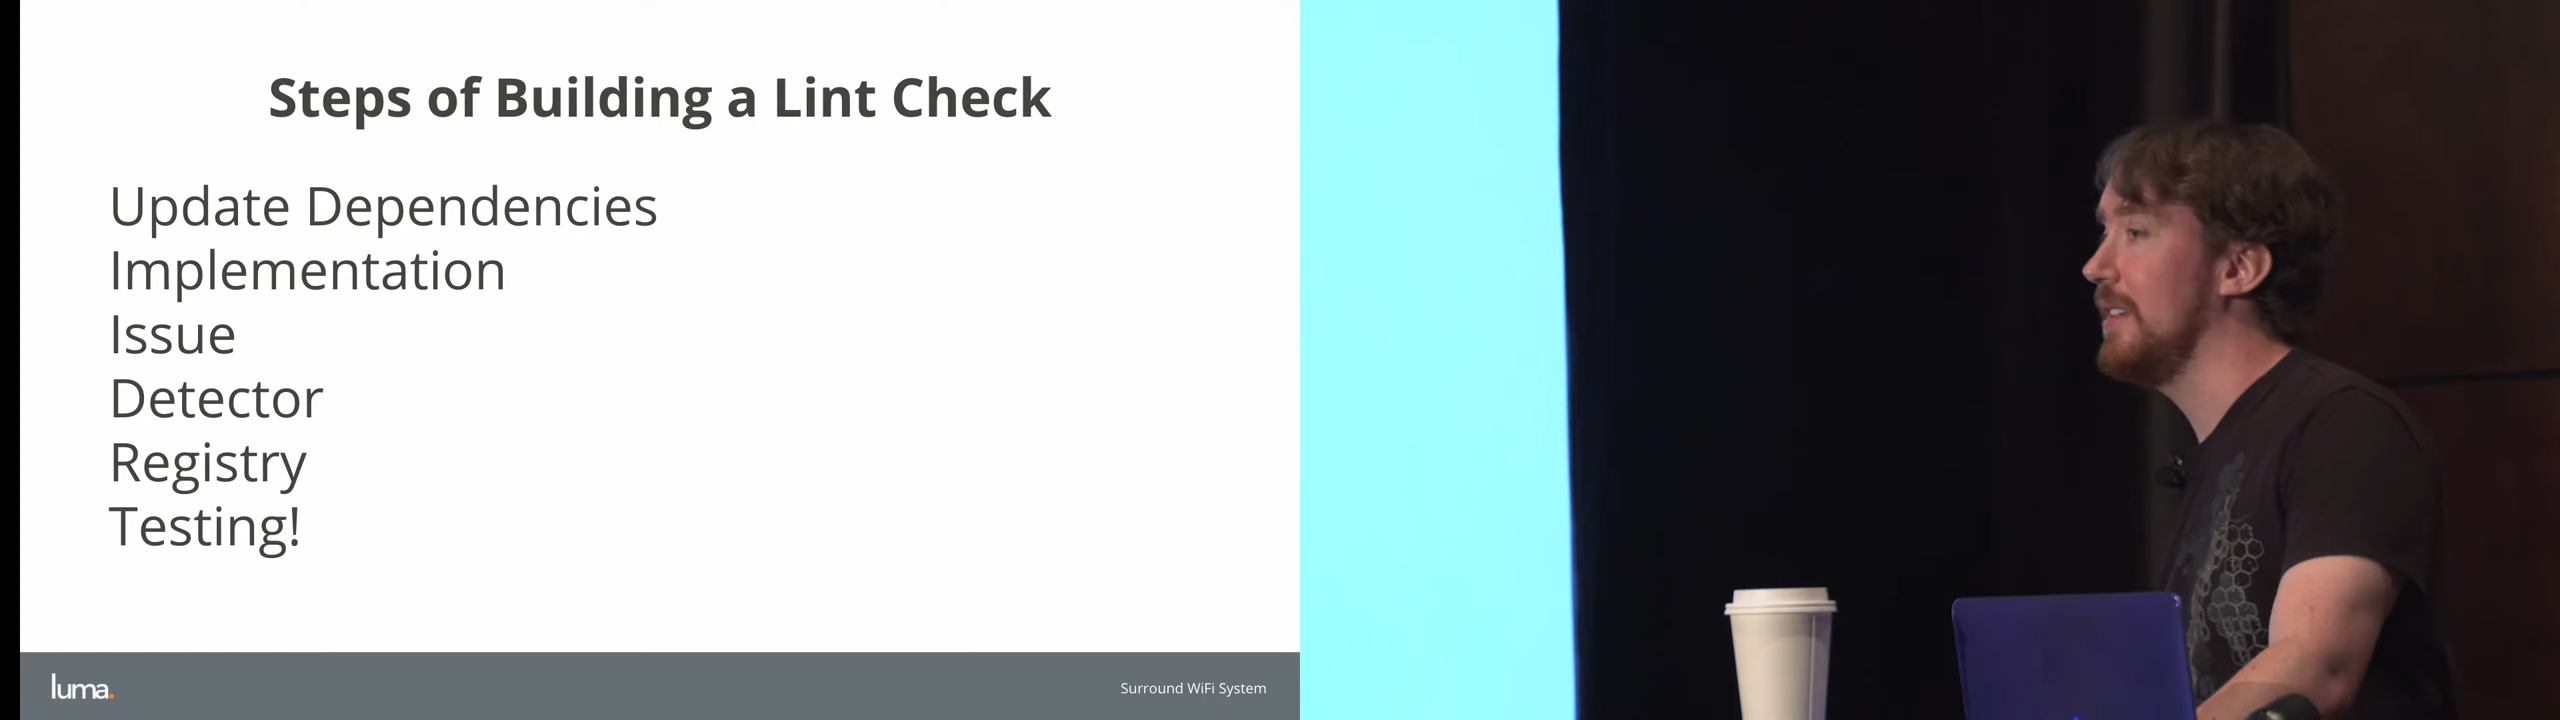 Steps of Building a Lint Check
Update Dependencies
Implementation
Issue
Detector
Registry
Testing!
luma.
Surround WiFi System